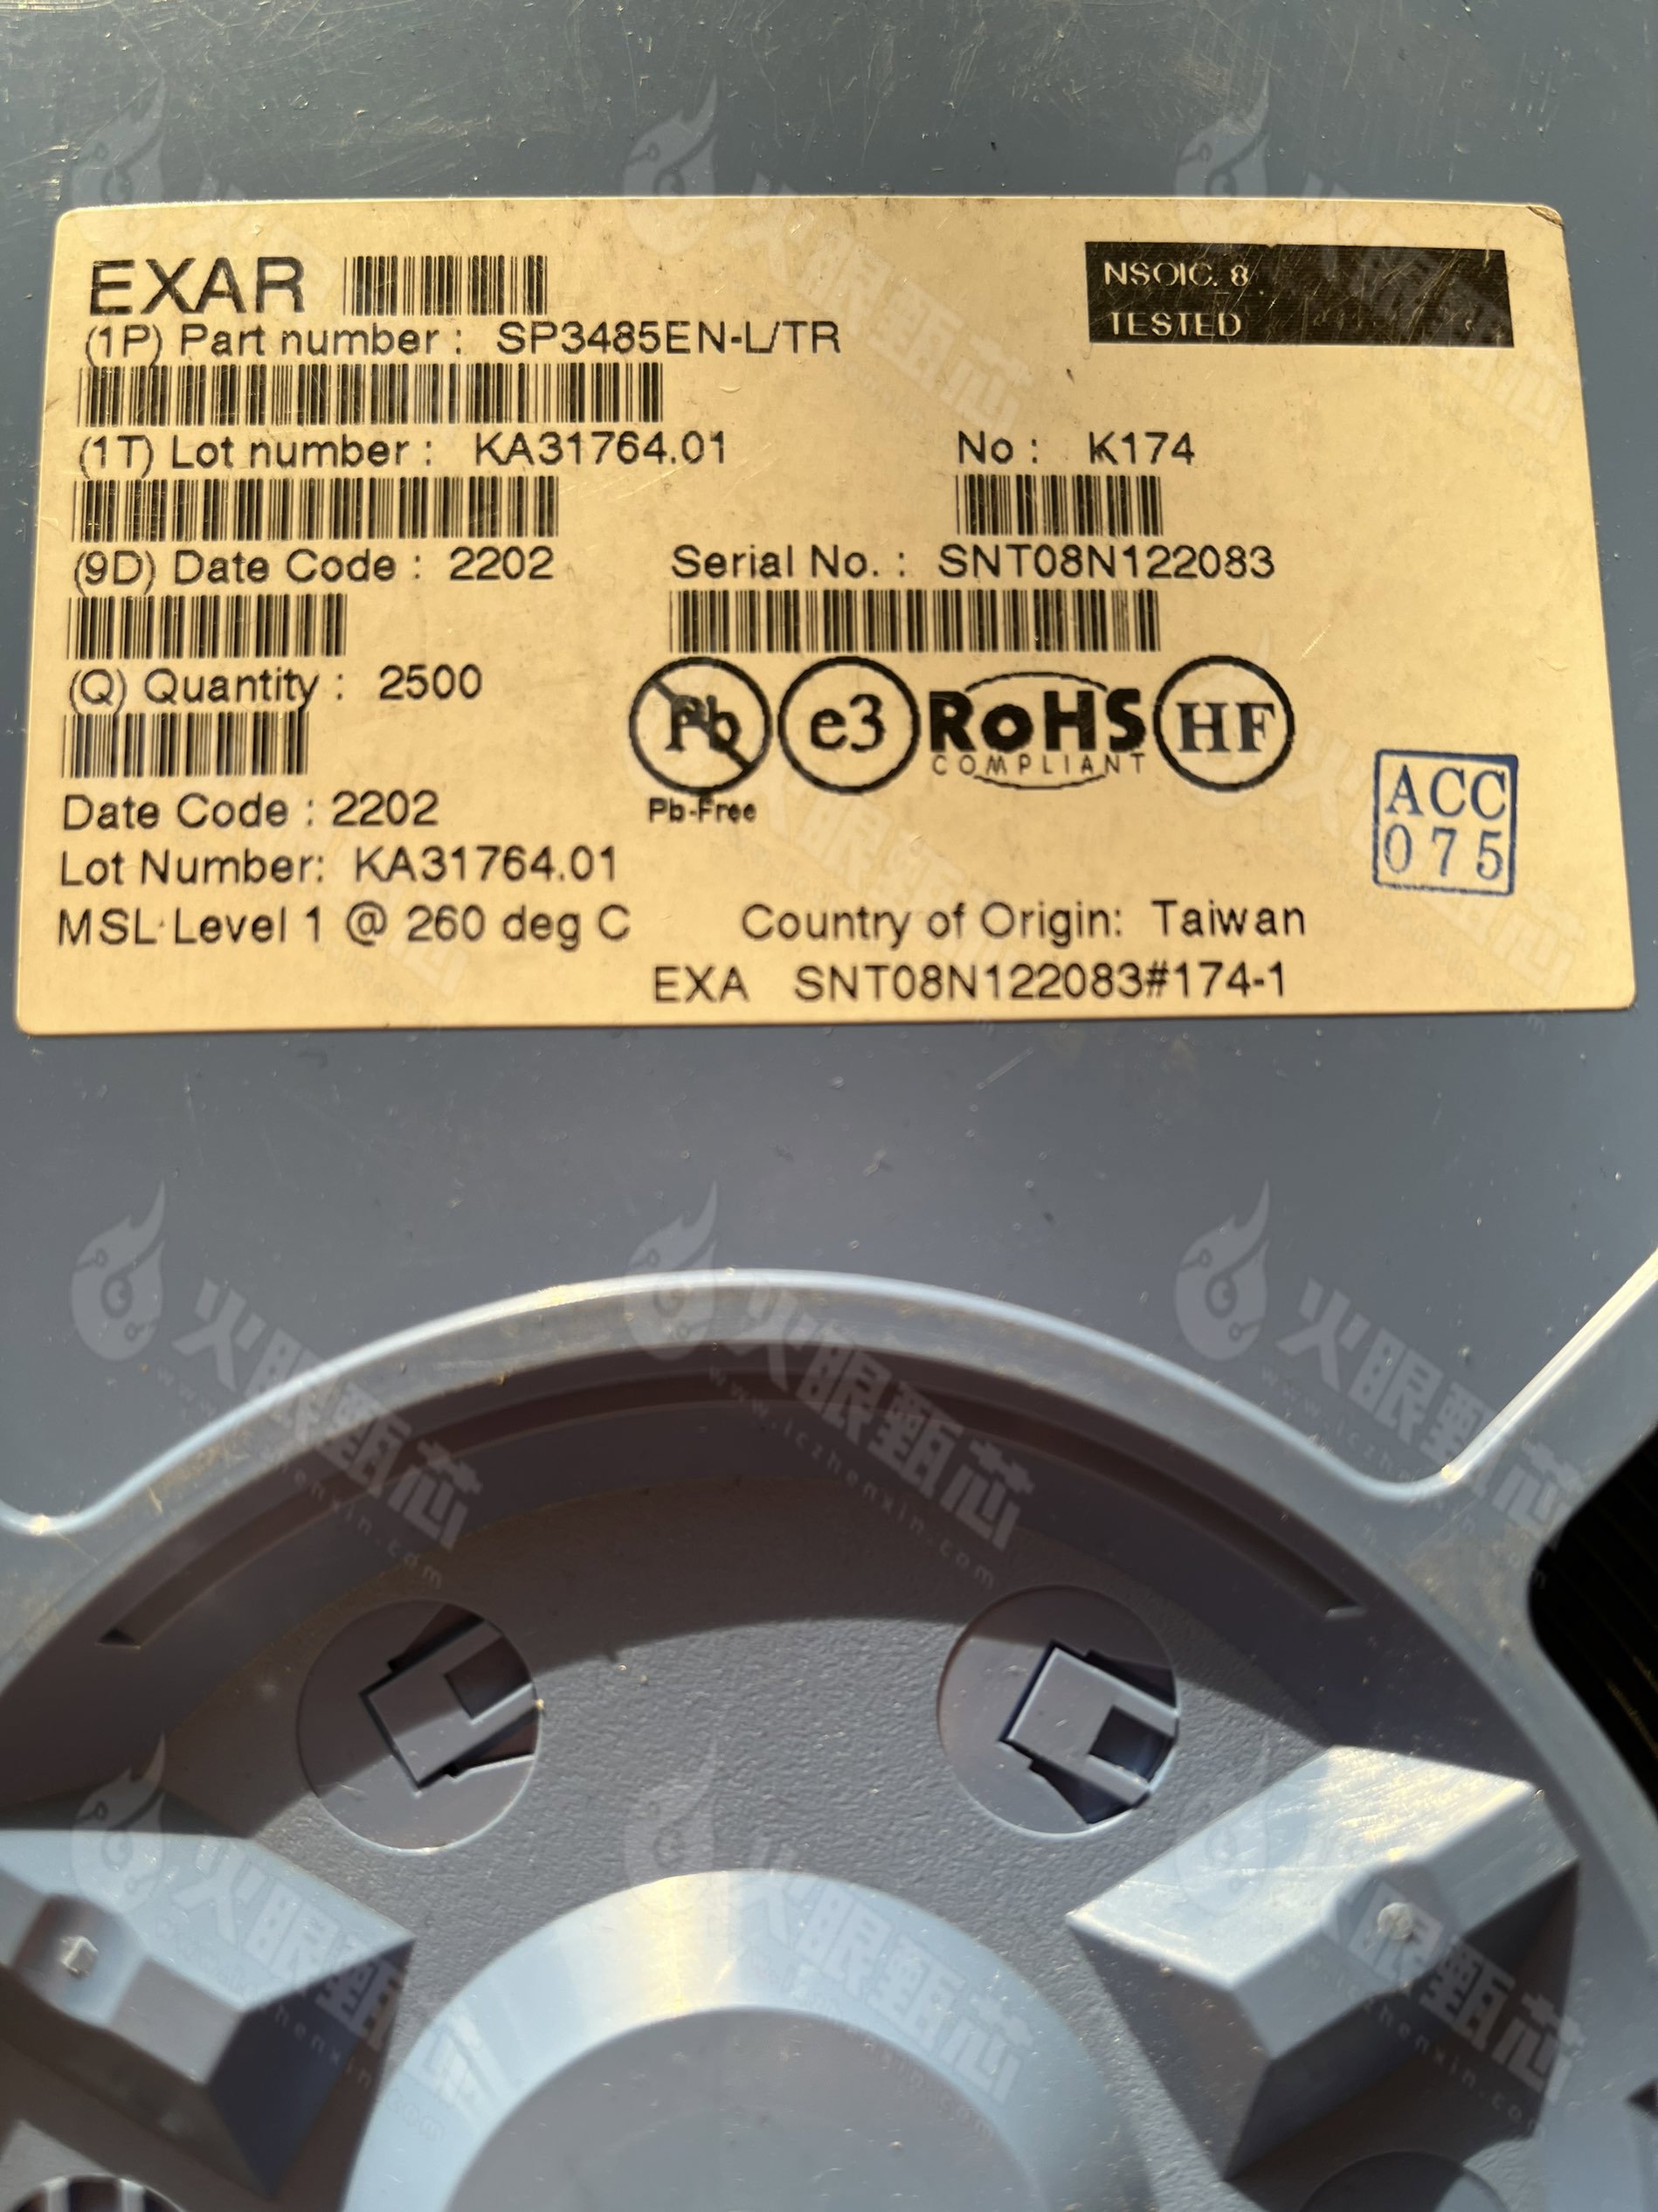 EXAR
NSOIC. 8
TESTED
(1P) Part number : SP3485EN-L/TR
(1T) Lot number : KA31764.01
No : K174
(9D) Date Code : 2202
Serial No. : SNT08N122083
(Q) Quantity : 2500
Pb
e3
RoHS
COMPLIANT
HF
Pb-Free
ACC
075
Date Code : 2202
Lot Number: KA31764.01
MSL Level 1 @ 260 deg C
Country of Origin: Taiwan
EXA SNT08N122083#174-1
火眼甄芯
www.iczhenxin.com